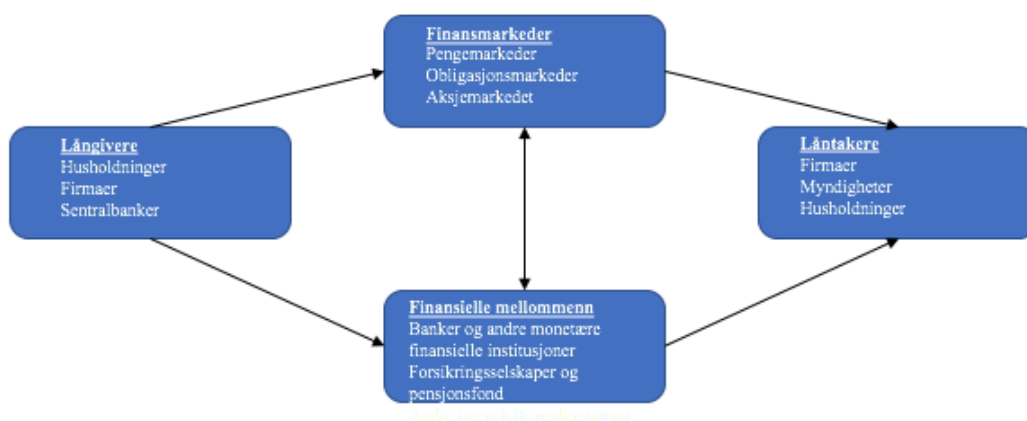 Finansmarkeder
Pengemarkeder
Obligasjonsmarkeder
Aksjemarkedet
Långivere
Husholdninger
Firmaer
Sentralbanker
Låntakere
Firmaer
Myndigheter
Husholdninger
Finansielle mellommenn
Banker og andre monetære
finansielle institusjoner
Forsikringsselskaper og
pensjonsfond